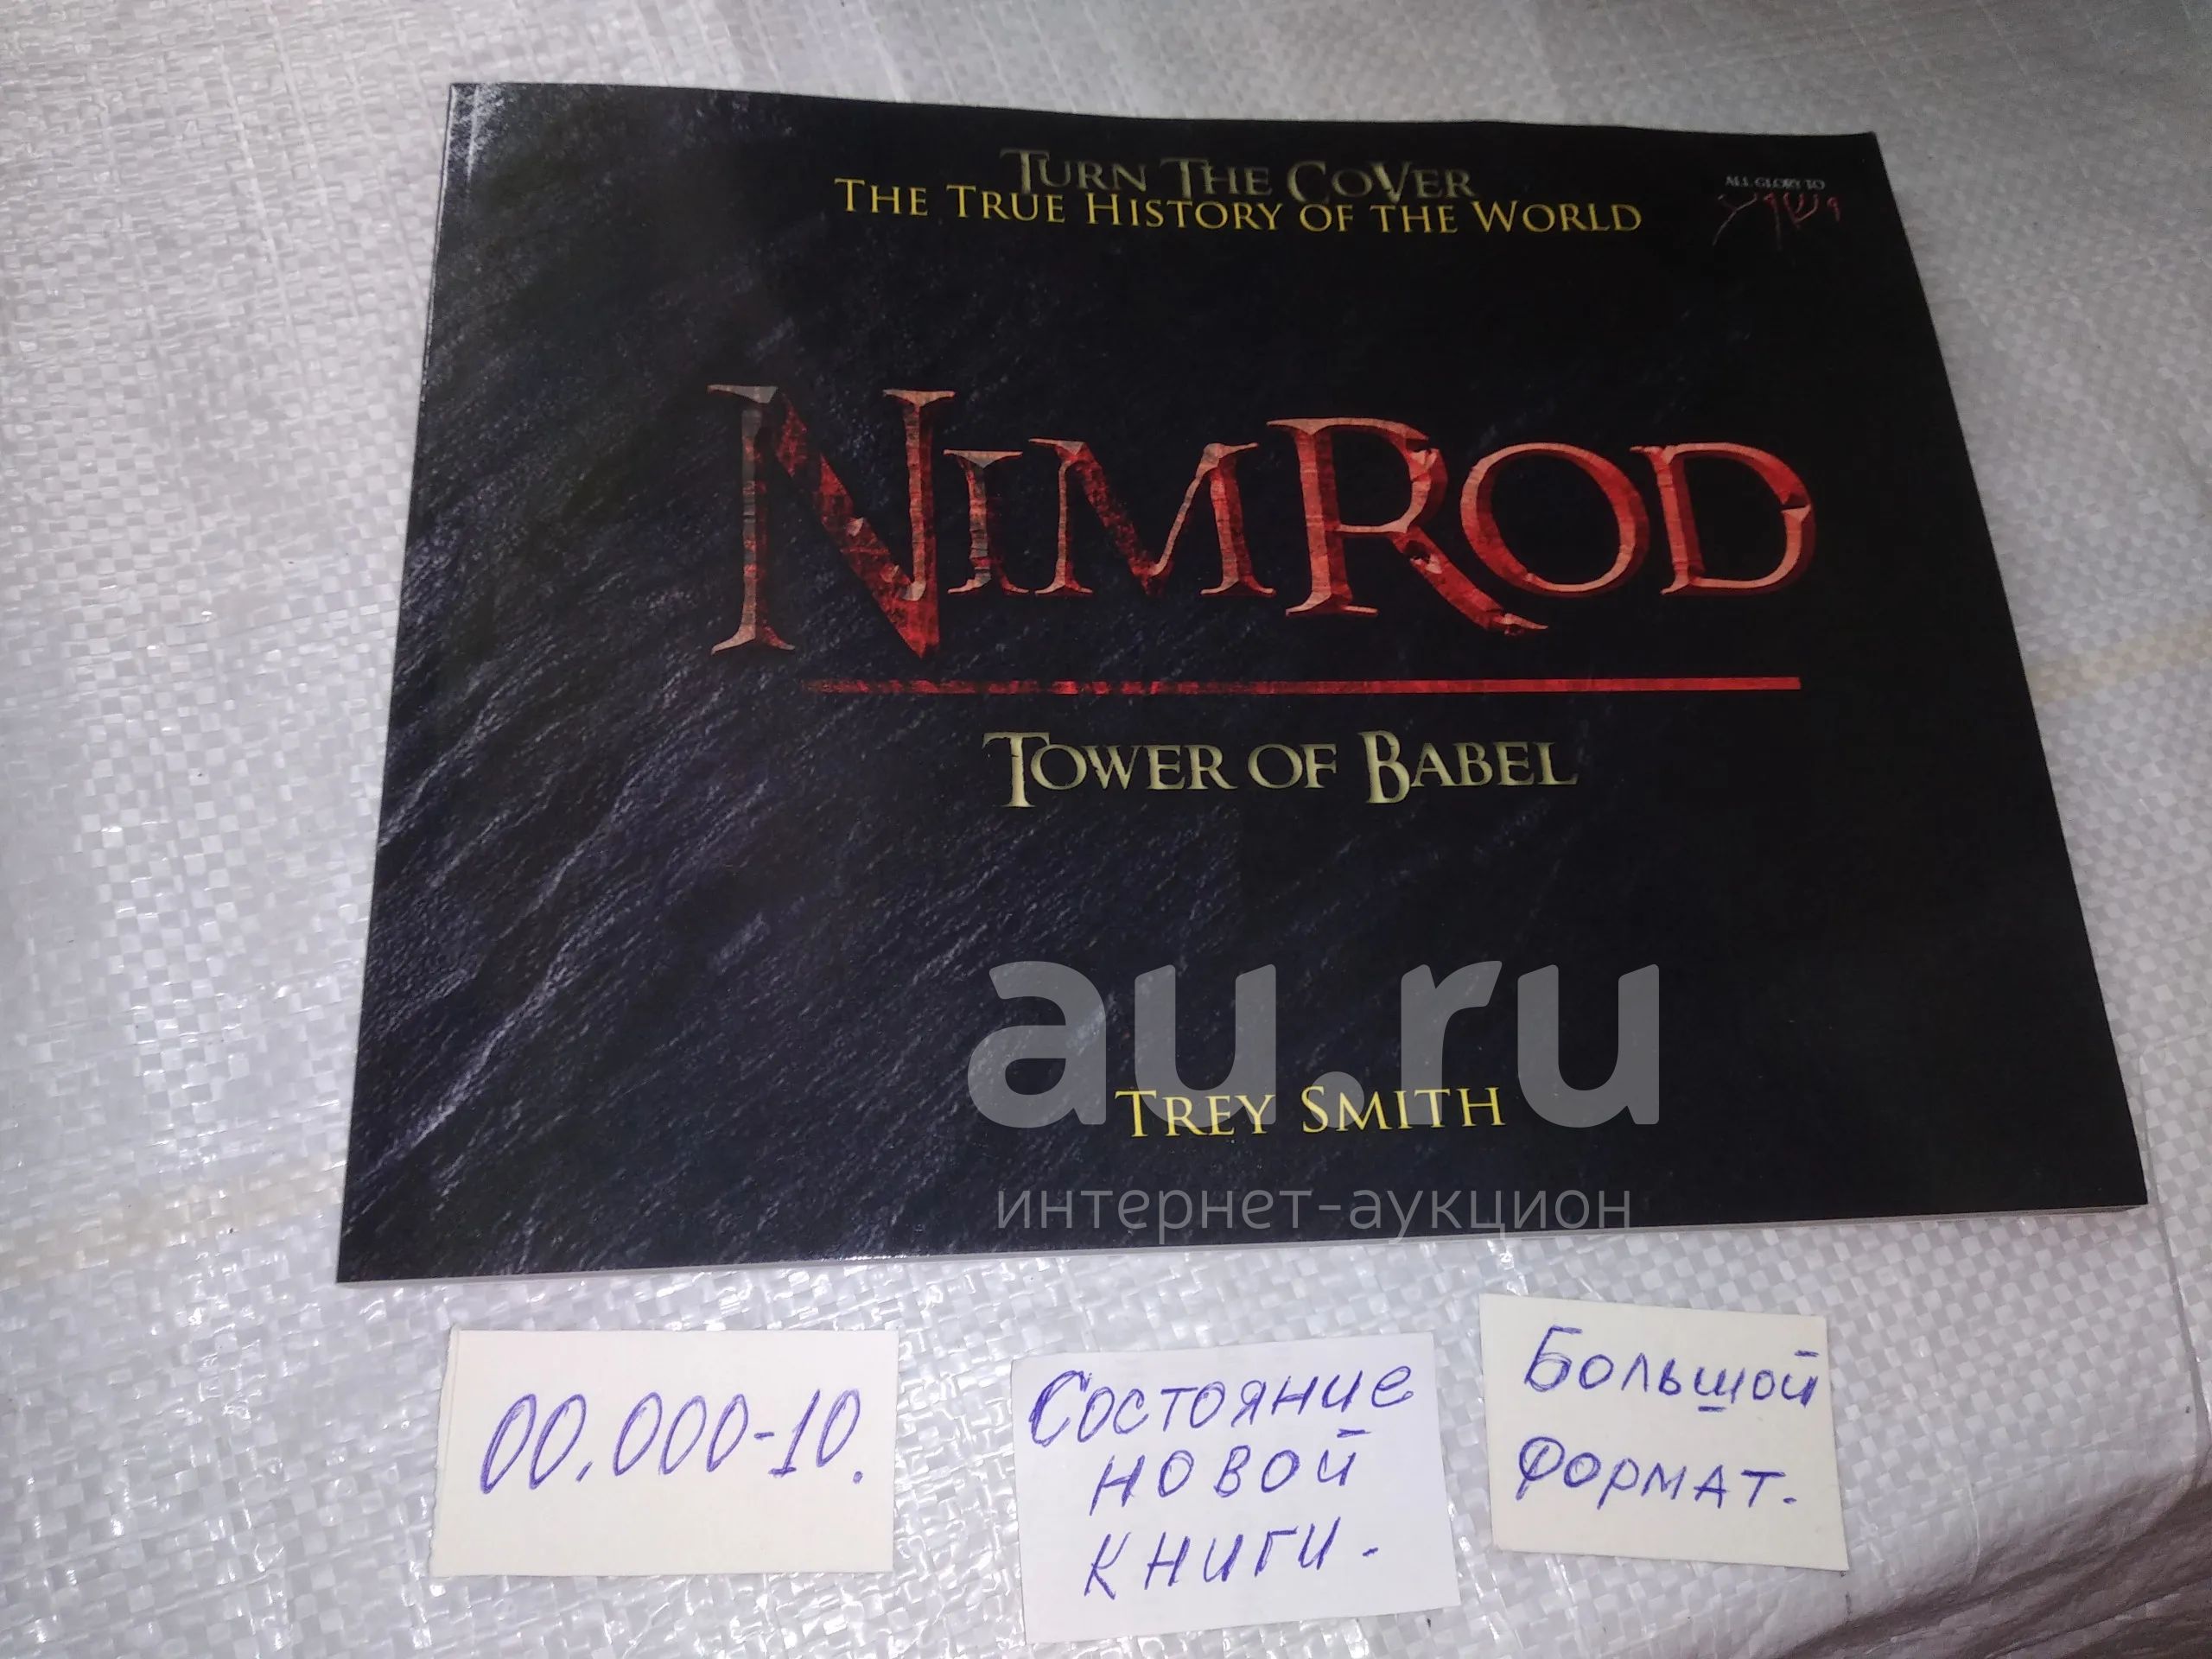 TURN THE COVER
THE TRUE HISTORY OF THE WORLD
ALL GLORY TO
NIMROD
TOWER OF BABEL
au.ru
TREY SMITH
интернет-аукцион
00.000-10.
Состояние
новой
книги.
Большой
формат.